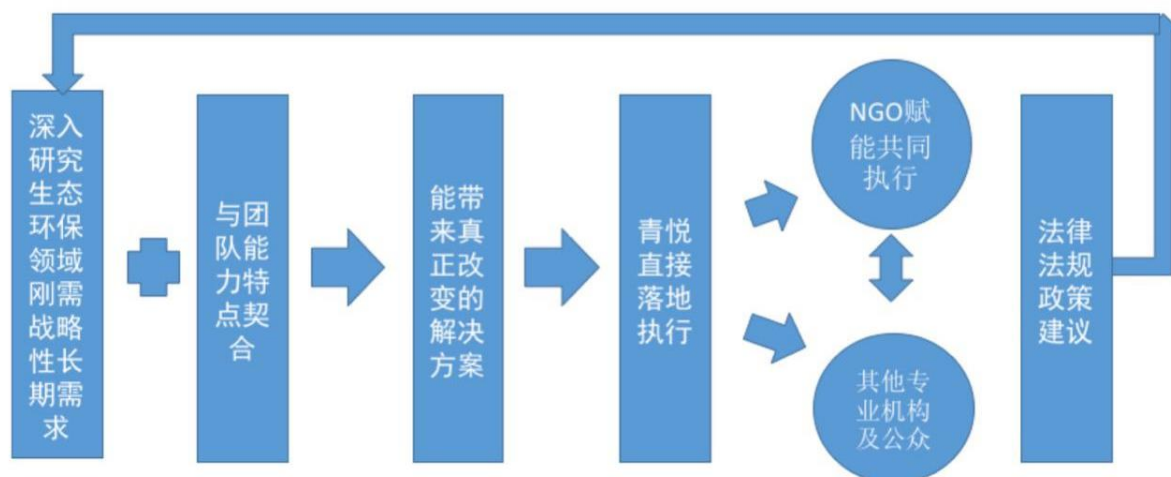 深入
研究
生态
环保
领域
刚需
战略
性长
期需
求
与团
队能
力特
点契
合
能带
来真
正改
变的
解决
方案
青悦
直接
落地
执行
NGO赋
能共同
执行
其他专
业机构
及公众
法律
法规
政策
建议